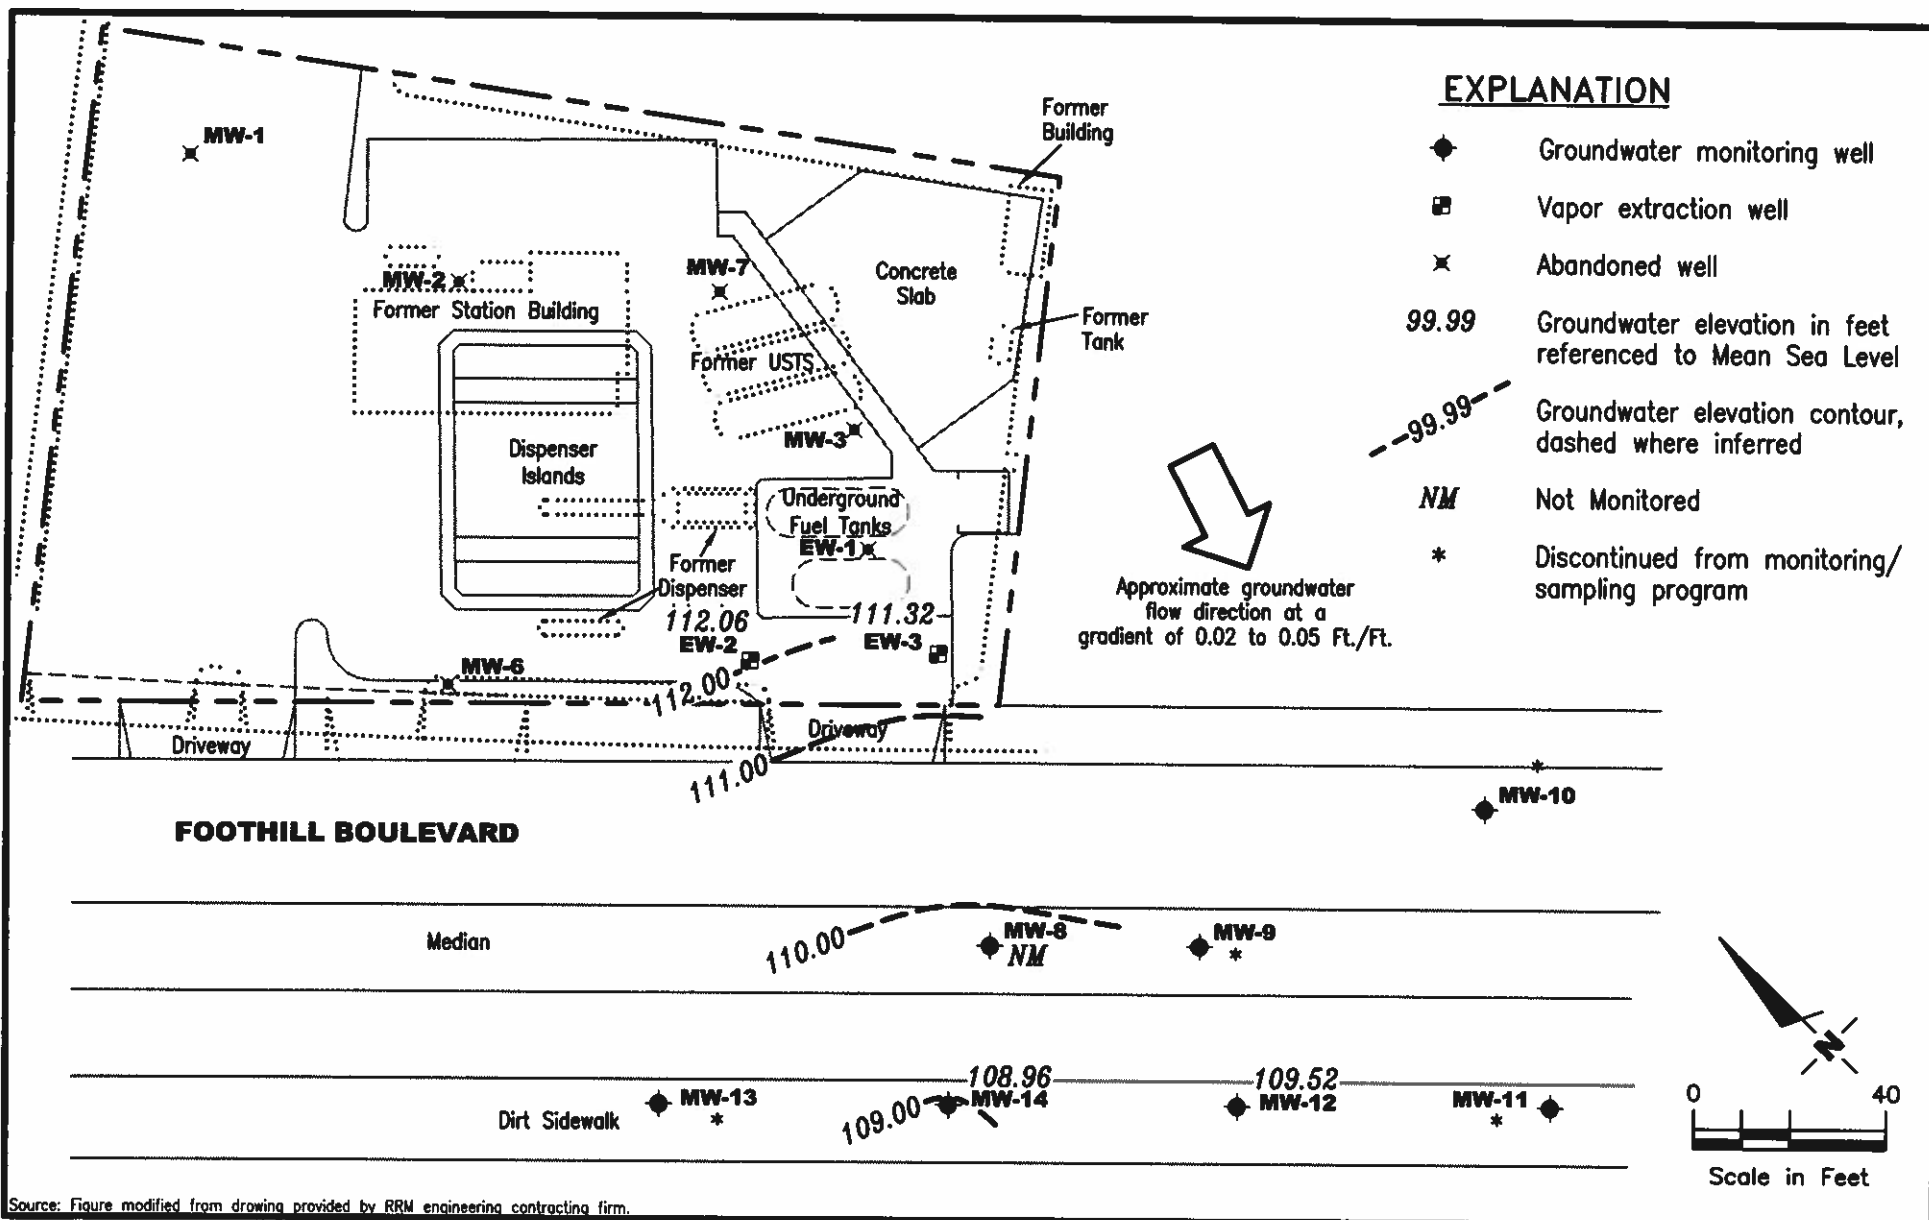 EXPLANATION
Groundwater monitoring well
Vapor extraction well
Abandoned well
99.99
Groundwater elevation in feet
referenced to Mean Sea Level
99.99
Groundwater elevation contour,
dashed where inferred
NM
Not Monitored
*
Discontinued from monitoring/
sampling program
Former
Building
MW-1
MW-2
Former Station Building
MW-7
Concrete
Slab
Former
Tank
Former USTS
MW-3
Dispenser
Islands
Underground
Fuel Tanks
EW-1
Former
Dispenser
112.06
EW-2
111.32
EW-3
Approximate groundwater
flow direction at a
gradient of 0.02 to 0.05 Ft./Ft.
MW-6
112.00
Driveway
Driveway
111.00
*
MW-10
FOOTHILL BOULEVARD
Median
110.00
MW-8
NM
MW-9
*
108.96
109.52
MW-13
*
109.00
MW-14
MW-12
MW-11
*
Dirt Sidewalk
N
0 40
Scale in Feet
Source: Figure modified from drawing provided by RRM engineering contracting firm.